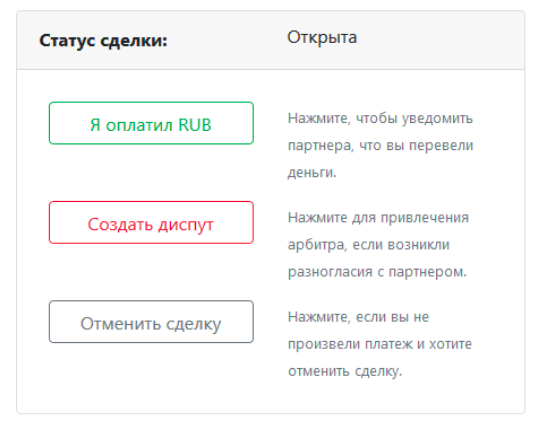 Статус сделки: Открыта
Я оплатил RUB
Нажмите, чтобы уведомить
партнера, что вы перевели
деньги.
Создать диспут
Нажмите для привлечения
арбитра, если возникли
разногласия с партнером.
Отменить сделку
Нажмите, если вы не
произвели платеж и хотите
отменить сделку.